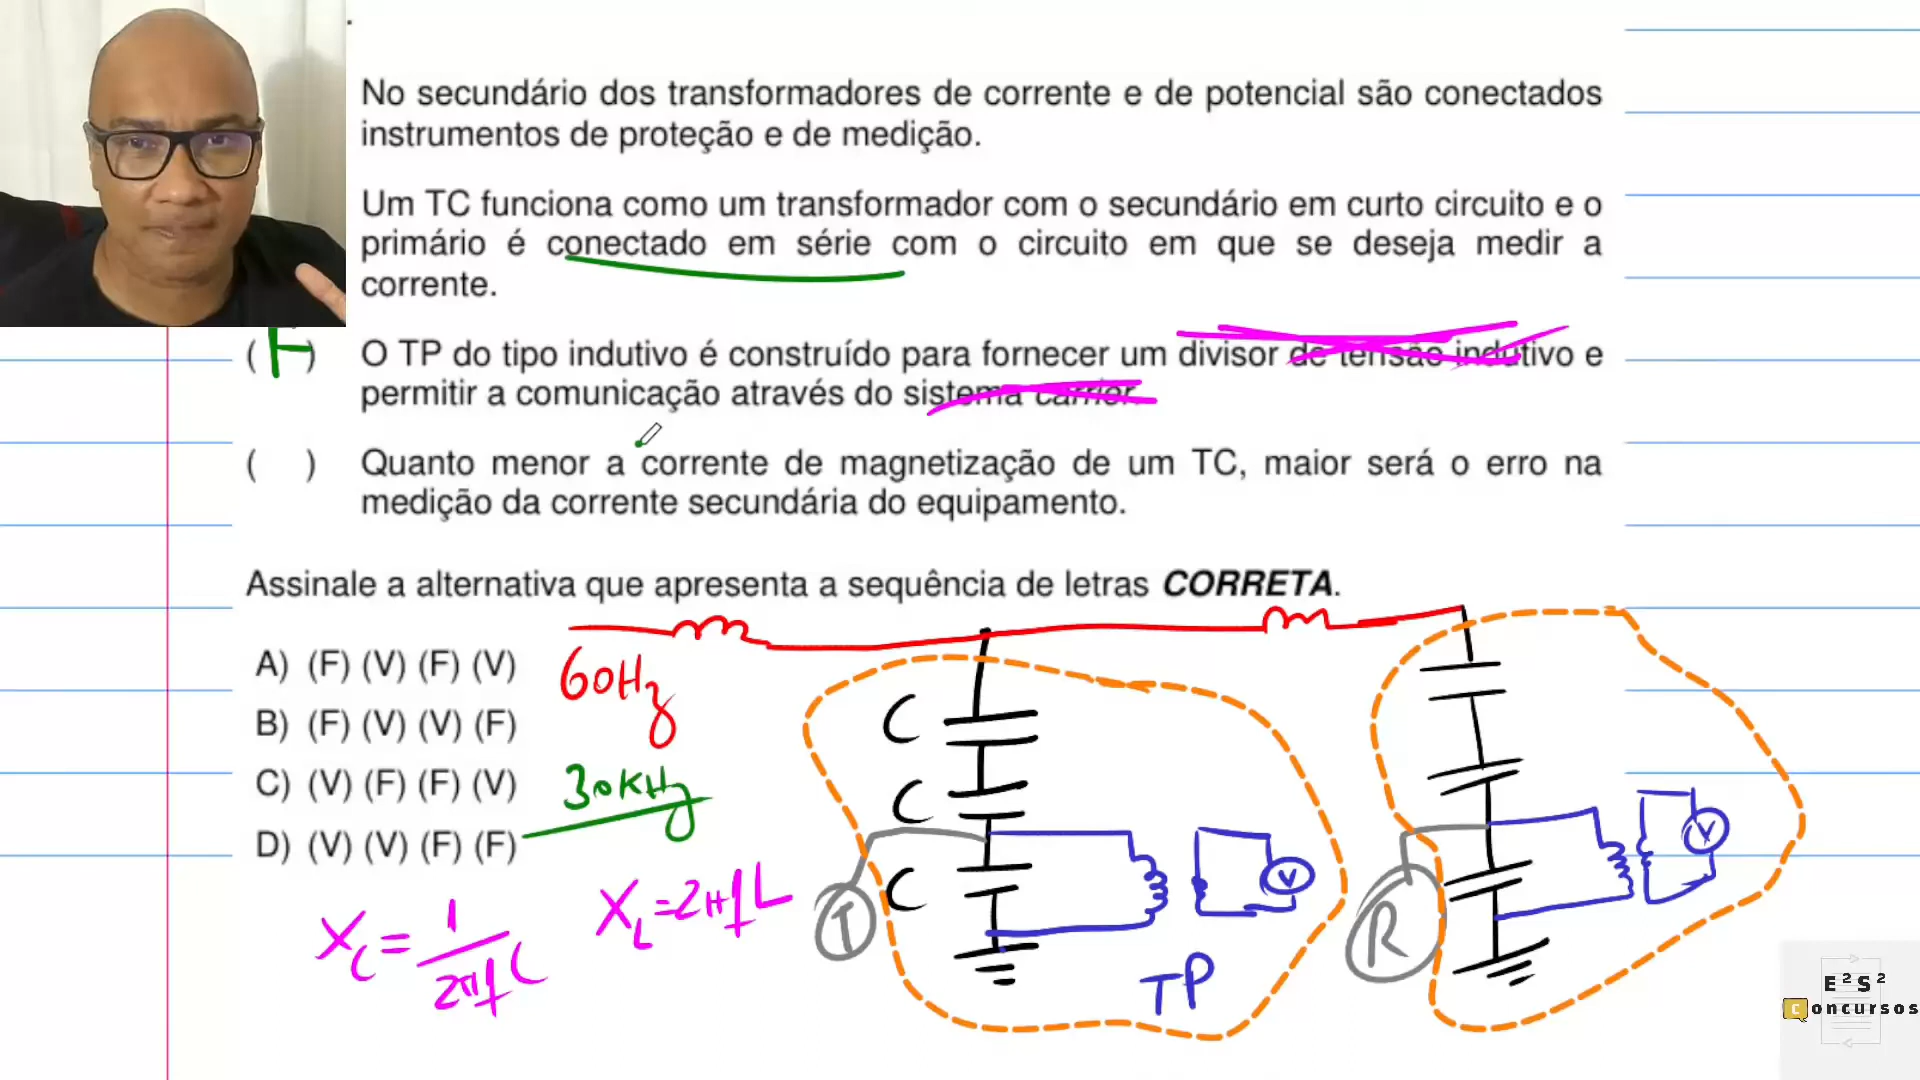 No secundário dos transformadores de corrente e de potencial são conectados
instrumentos de proteção e de medição.
Um TC funciona como um transformador com o secundário em curto circuito e o
primário é conectado em série com o circuito em que se deseja medir a
corrente.
( F ) O TP do tipo indutivo é construído para fornecer um divisor de tensão indutivo e
permitir a comunicação através do sistema carrier.
( ) Quanto menor a corrente de magnetização de um TC, maior será o erro na
medição da corrente secundária do equipamento.
Assinale a alternativa que apresenta a sequência de letras CORRETA.
A) (F) (V) (F) (V)
B) (F) (V) (V) (F)
C) (V) (F) (F) (V)
D) (V) (V) (F) (F)
60Hz
30KHz
XC = 1/2πfC
XL = 2πfL
C
C
C
T
V
TP
R
V
E²S²
Concursos